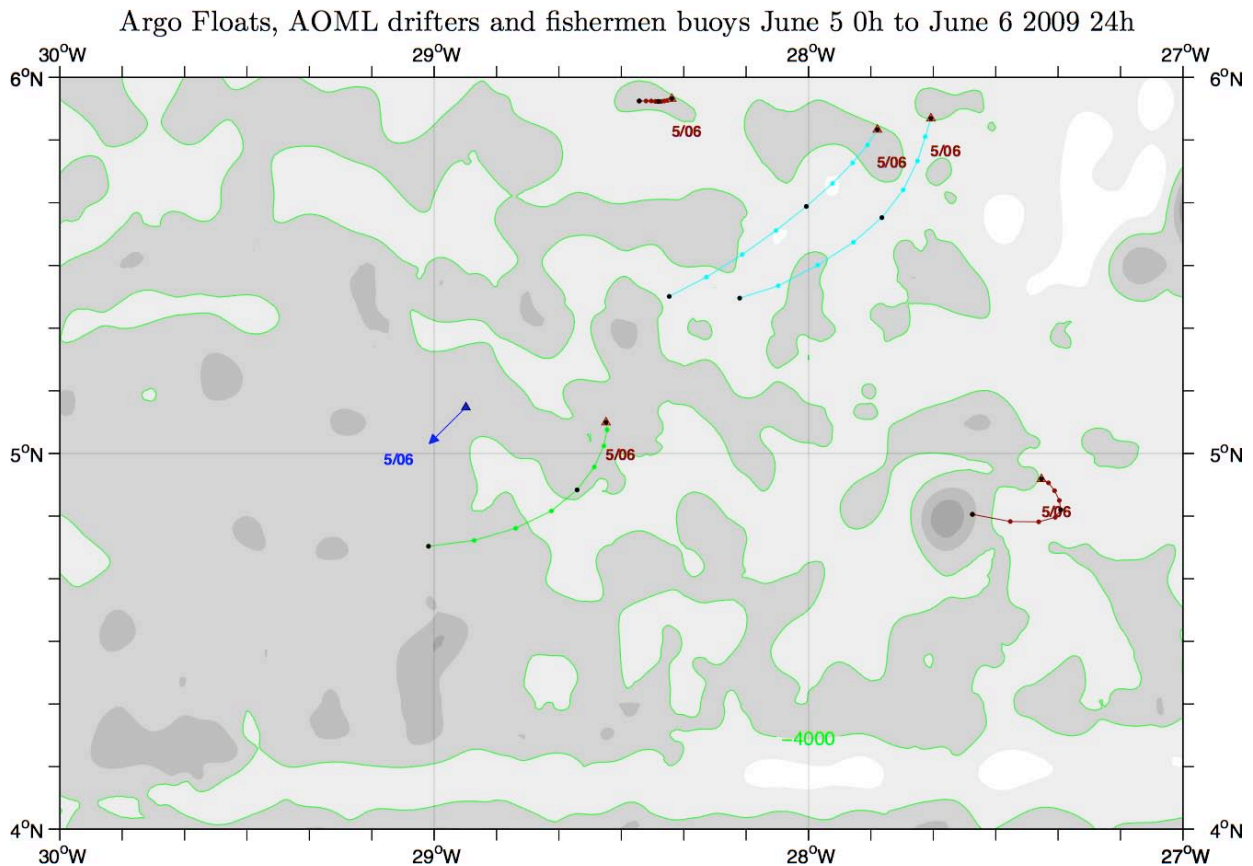 Argo Floats, AOML drifters and fishermen buoys June 5 0h to June 6 2009 24h
30°W 29°W 28°W 27°W
6°N 6°N
5/06
5/06 5/06
5°N 5/06 5/06 5°N
5/06
−4000
4°N 4°N
30°W 29°W 28°W 27°W